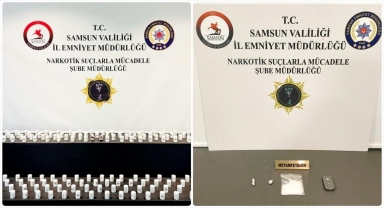 T.C.
SAMSUN VALİLİĞİ
İL EMNİYET MÜDÜRLÜĞÜ
NARKOTİK SUÇLARLA MÜCADELE
ŞUBE MÜDÜRLÜĞÜ
T.C.
SAMSUN VALİLİĞİ
İL EMNİYET MÜDÜRLÜĞÜ
NARKOTİK SUÇLARLA MÜCADELE
ŞUBE MÜDÜRLÜĞÜ
METAMFETAMİN